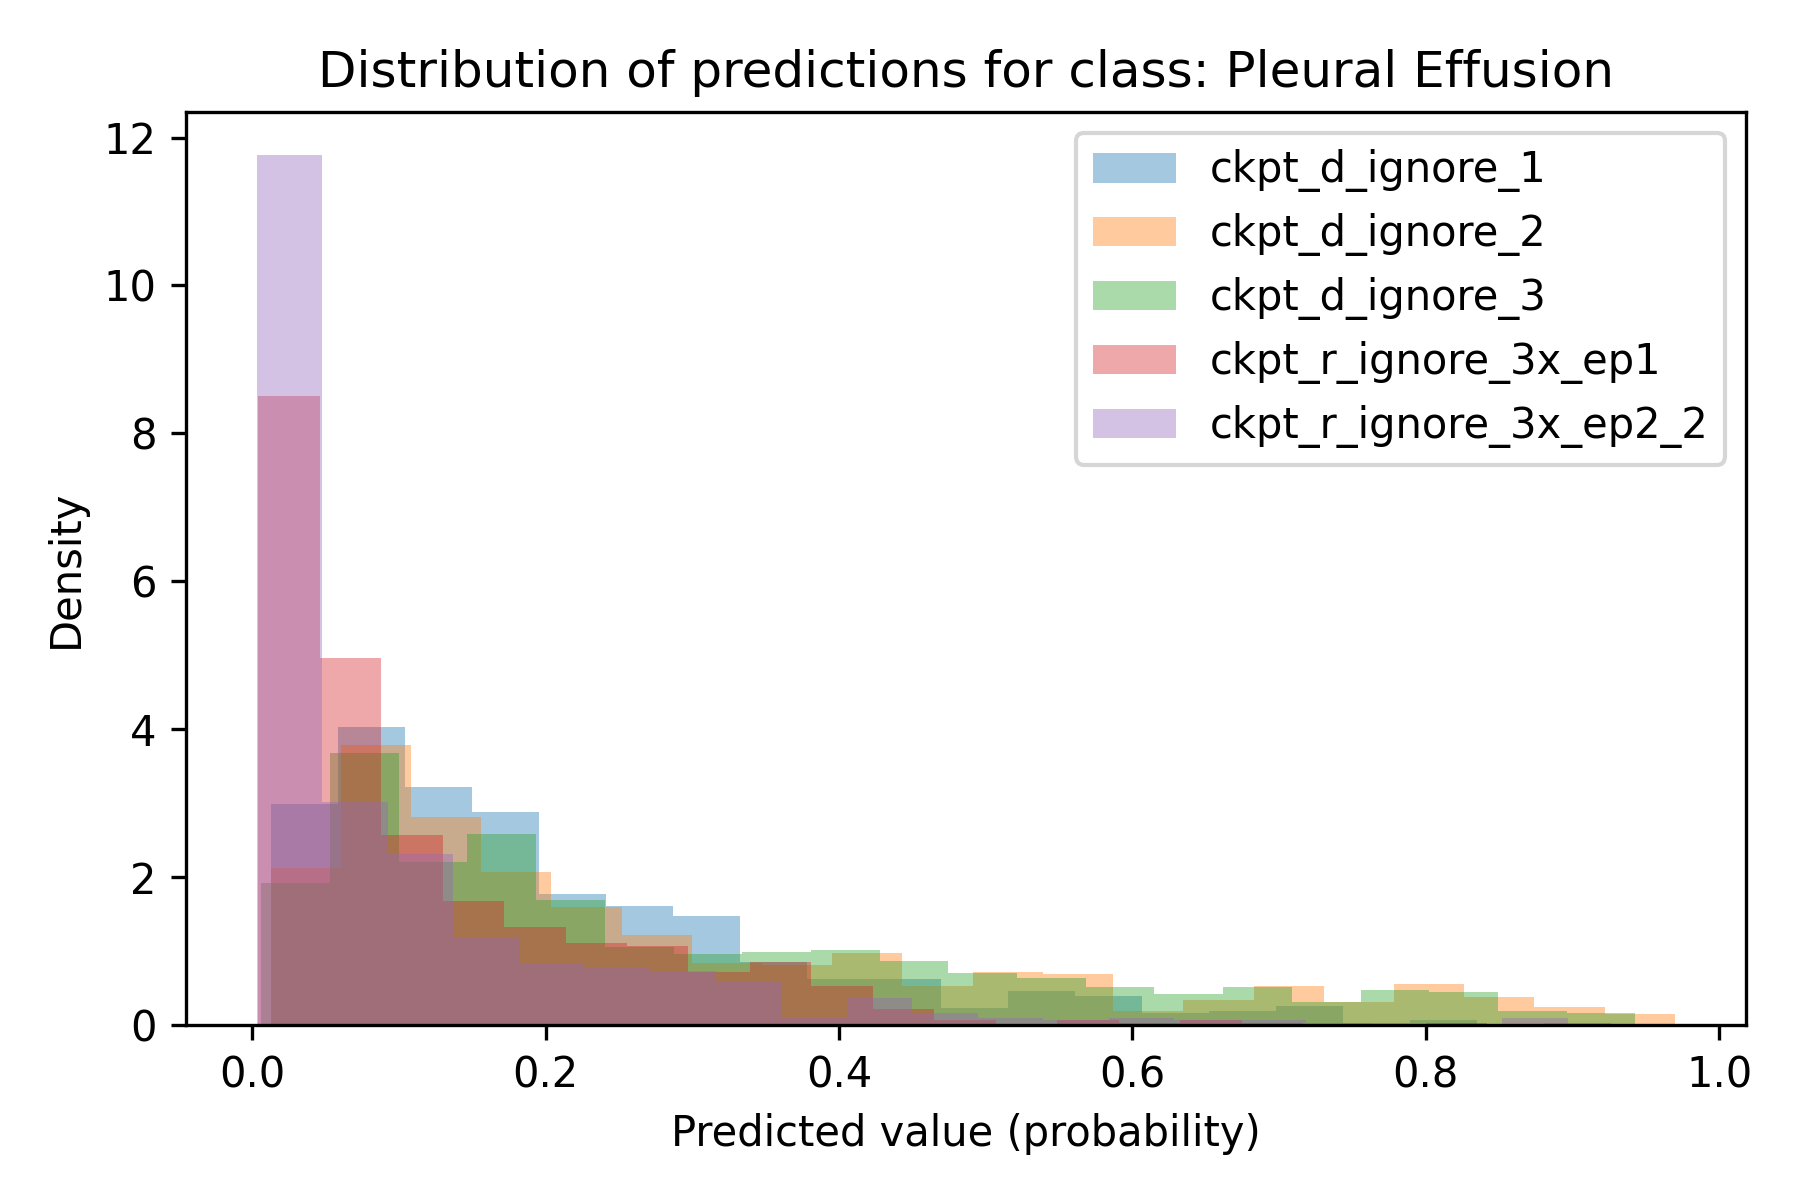 Distribution of predictions for class: Pleural Effusion
12
10
8
6
4
2
0
Density
ckpt_d_ignore_1
ckpt_d_ignore_2
ckpt_d_ignore_3
ckpt_r_ignore_3x_ep1
ckpt_r_ignore_3x_ep2_2
0.0 0.2 0.4 0.6 0.8 1.0
Predicted value (probability)